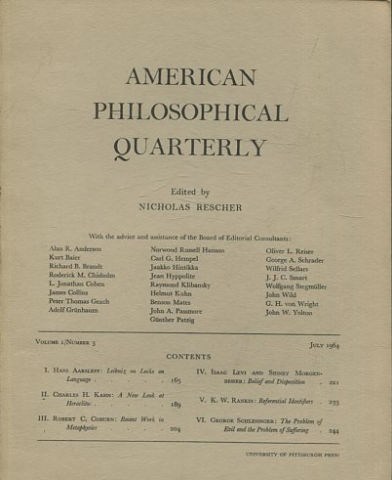 AMERICAN
PHILOSOPHICAL
QUARTERLY
Edited by
NICHOLAS RESCHER
With the advice and assistance of the Board of Editorial Consultants:
Alan R. Anderson
Kurt Baier
Richard B. Brandt
Roderick M. Chisholm
L. Jonathan Cohen
James Collins
Peter Thomas Geach
Adolf Grünbaum
Norwood Russell Hanson
Carl G. Hempel
Jaakko Hintikka
Jean Hyppolite
Raymond Klibansky
Helmut Kuhn
Benson Mates
John A. Passmore
Günther Patzig
Oliver L. Reiser
George A. Schrader
Wilfrid Sellars
J. J. C. Smart
Wolfgang Stegmüller
John Wild
G. H. von Wright
John W. Yolton
VOLUME 1/NUMBER 3
JULY 1964
CONTENTS
I. HANS AARSLEFF: Leibniz on Locke on
Language . . . . . 165
II. CHARLES H. KAHN: A New Look at
Heraclitus . . . . . 189
III. ROBERT C. COBURN: Recent Work in
Metaphysics . . . . 204
IV. ISAAC LEVI AND SIDNEY MORGEN-
BESSER: Belief and Disposition . 221
V. K. W. RANKIN: Referential Identifiers . 233
VI. GEORGE SCHLESINGER: The Problem of
Evil and the Problem of Suffering . 244
UNIVERSITY OF PITTSBURGH PRESS